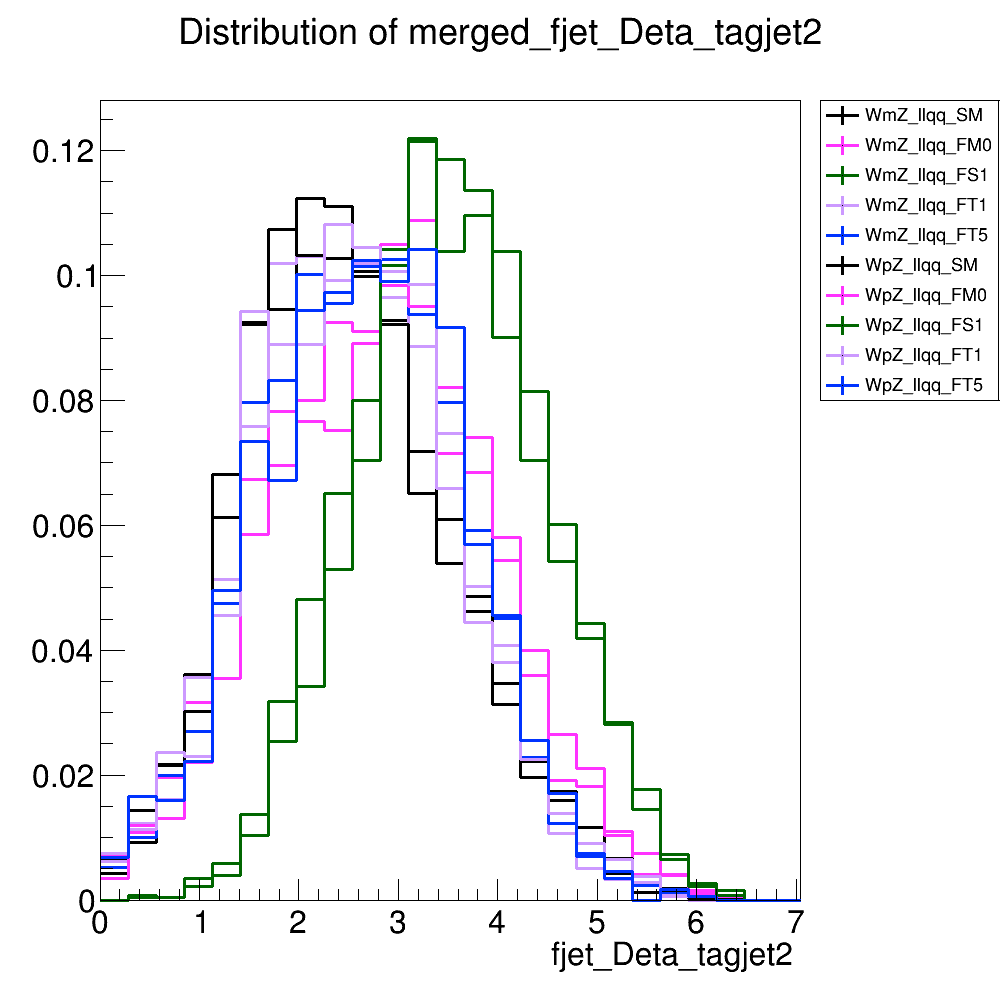 Distribution of merged_fjet_Deta_tagjet2
WmZ_llqq_SM
WmZ_llqq_FM0
WmZ_llqq_FS1
WmZ_llqq_FT1
WmZ_llqq_FT5
WpZ_llqq_SM
WpZ_llqq_FM0
WpZ_llqq_FS1
WpZ_llqq_FT1
WpZ_llqq_FT5
0.12
0.1
0.08
0.06
0.04
0.02
0
0 1 2 3 4 5 6 7
fjet_Deta_tagjet2